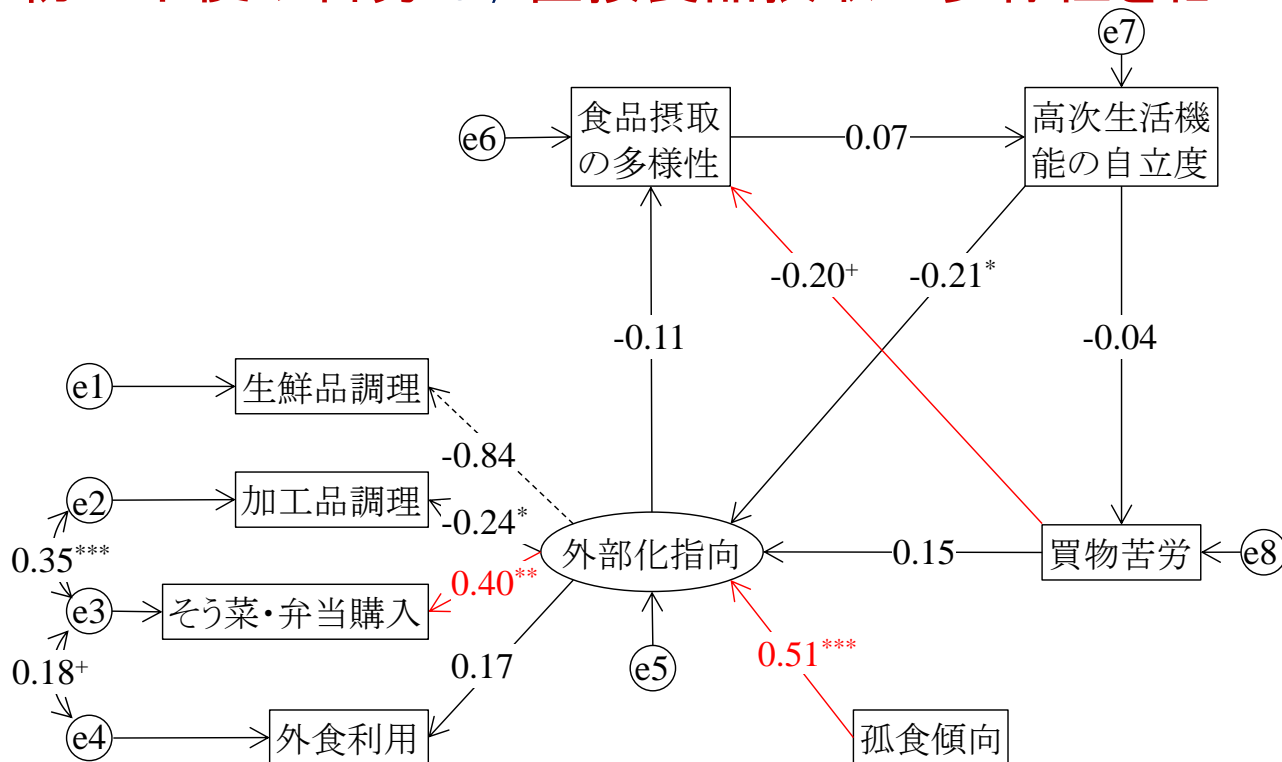 e7
食品摂取
の多様性
高次生活機
能の自立度
e6
0.07
-0.20+
-0.21*
-0.11
-0.04
e1
生鮮品調理
-0.84
e2
加工品調理
-0.24*
外部化指向
0.15
買物苦労
e8
0.35***
0.40**
e3
そう菜・弁当購入
0.18+
0.17
e5
0.51***
e4
外食利用
孤食傾向